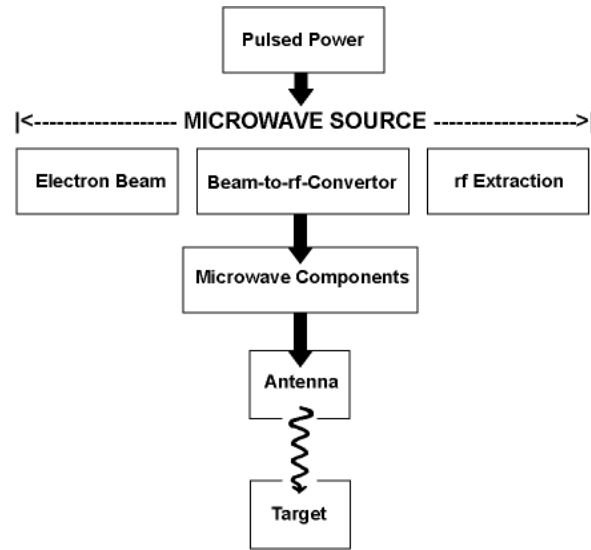 Pulsed Power
|<------------------- MICROWAVE SOURCE --------------------->|
Electron Beam
Beam-to-rf-Convertor
rf Extraction
Microwave Components
Antenna
Target